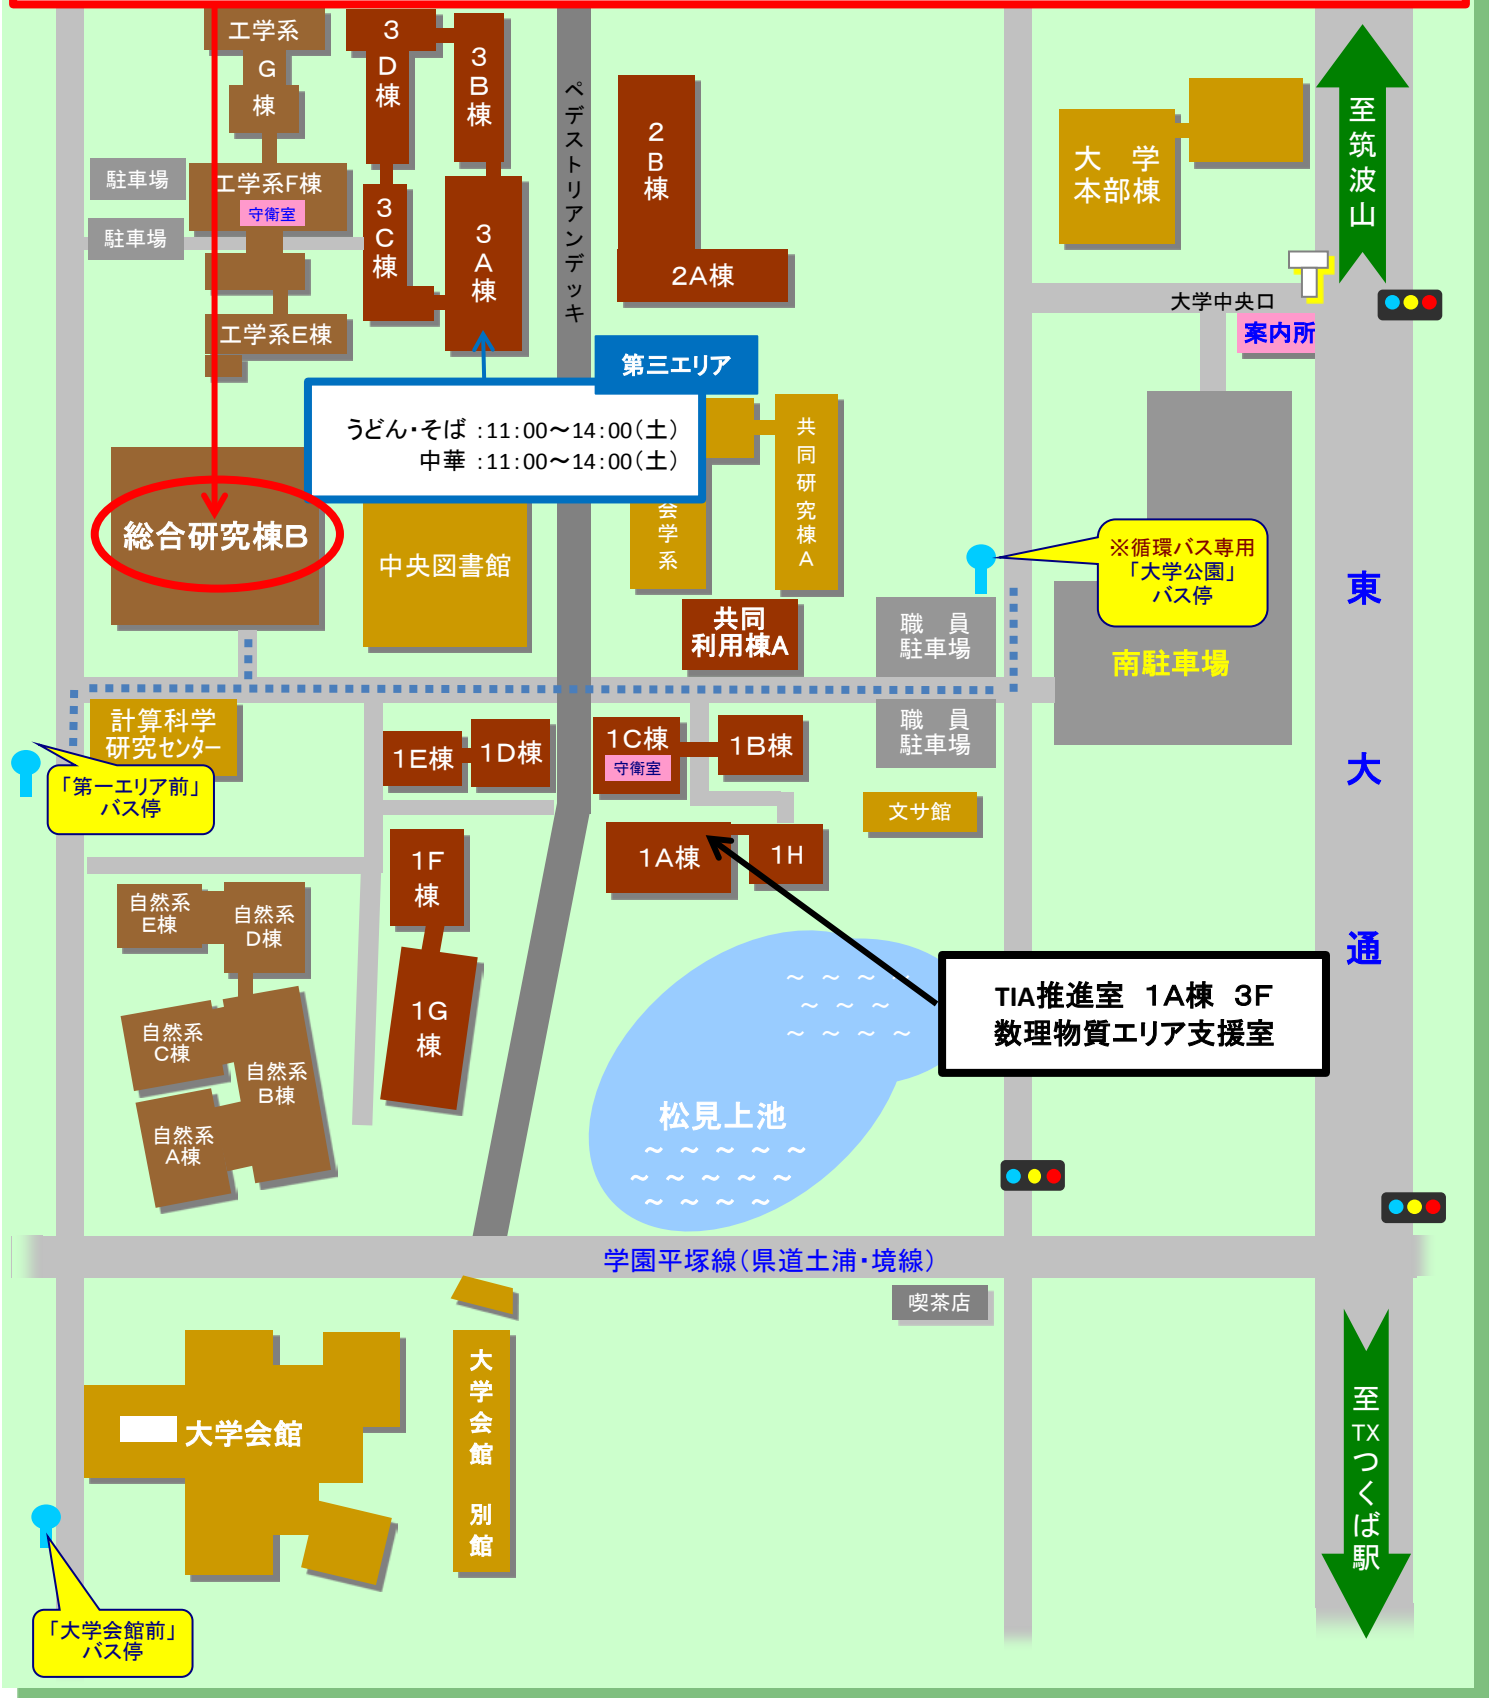 工学系
G
棟
3
D
棟
3
B
棟
ペデストリアンデッキ
2
B
棟
大 学
本部棟
至筑波山
駐車場
工学系F棟
守衛室
駐車場
3
C
棟
3
A
棟
2A棟
大学中央口
案内所
工学系E棟
第三エリア
うどん・そば :11:00～14:00(土)
中華 :11:00～14:00(土)
共同研究棟A
会学系
総合研究棟B
中央図書館
※循環バス専用
「大学公園」
バス停
東大通
共同
利用棟A
職 員
駐車場
南駐車場
計算科学
研究センター
1E棟
1D棟
1C棟
守衛室
1B棟
職 員
駐車場
「第一エリア前」
バス停
文サ館
1F
棟
1A棟
1H
自然系
E棟
自然系
D棟
1G
棟
TIA推進室 1A棟 3F
数理物質エリア支援室
自然系
C棟
自然系
B棟
自然系
A棟
松見上池
学園平塚線(県道土浦・境線)
喫茶店
大学会館
大学会館 別館
至TXつくば駅
「大学会館前」
バス停